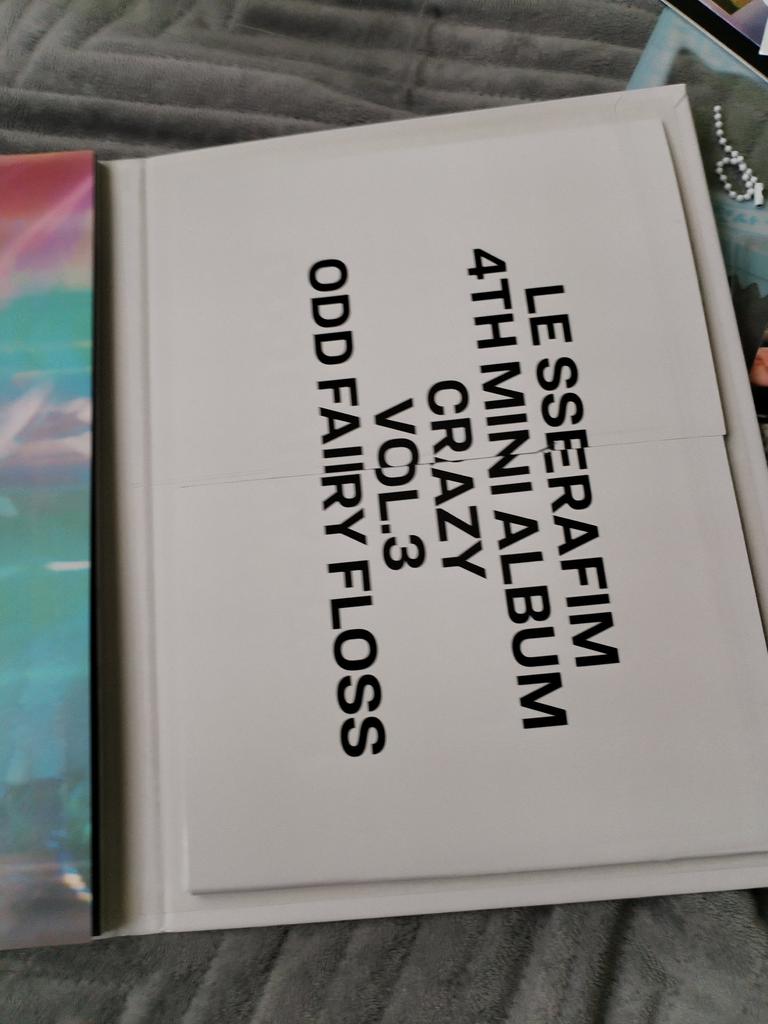 LE SSERAFIM
4TH MINI ALBUM
CRAZY
VOL.3
ODD FAIRY FLOSS